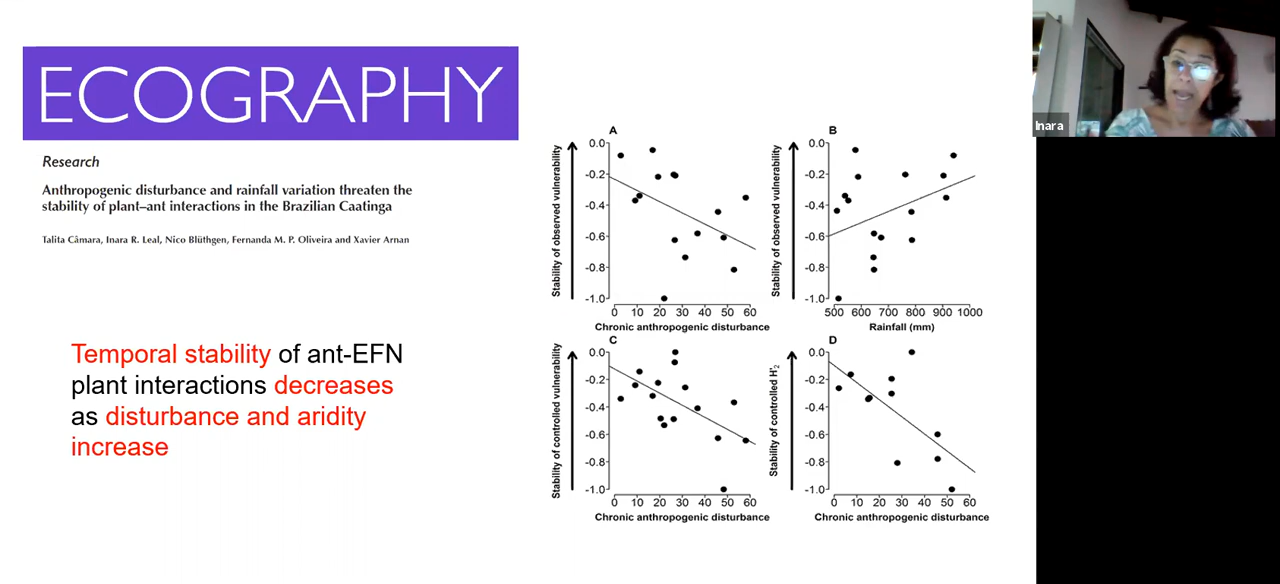 ECOGRAPHY
Research
Anthropogenic disturbance and rainfall variation threaten the
stability of plant–ant interactions in the Brazilian Caatinga
Talita Câmara, Inara R. Leal, Nico Blüthgen, Fernanda M. P. Oliveira and Xavier Arnan
Temporal stability of ant-EFN
plant interactions decreases
as disturbance and aridity
increase
A
Stability of observed vulnerability
0.0
-0.2
-0.4
-0.6
-0.8
-1.0
0 10 20 30 40 50 60
Chronic anthropogenic disturbance
B
Stability of observed vulnerability
0.0
-0.2
-0.4
-0.6
-0.8
-1.0
500 600 700 800 900 1000
Rainfall (mm)
C
Stability of controlled vulnerability
0.0
-0.2
-0.4
-0.6
-0.8
-1.0
0 10 20 30 40 50 60
Chronic anthropogenic disturbance
D
Stability of controlled H'2
0.0
-0.2
-0.4
-0.6
-0.8
-1.0
0 10 20 30 40 50 60
Chronic anthropogenic disturbance
Inara